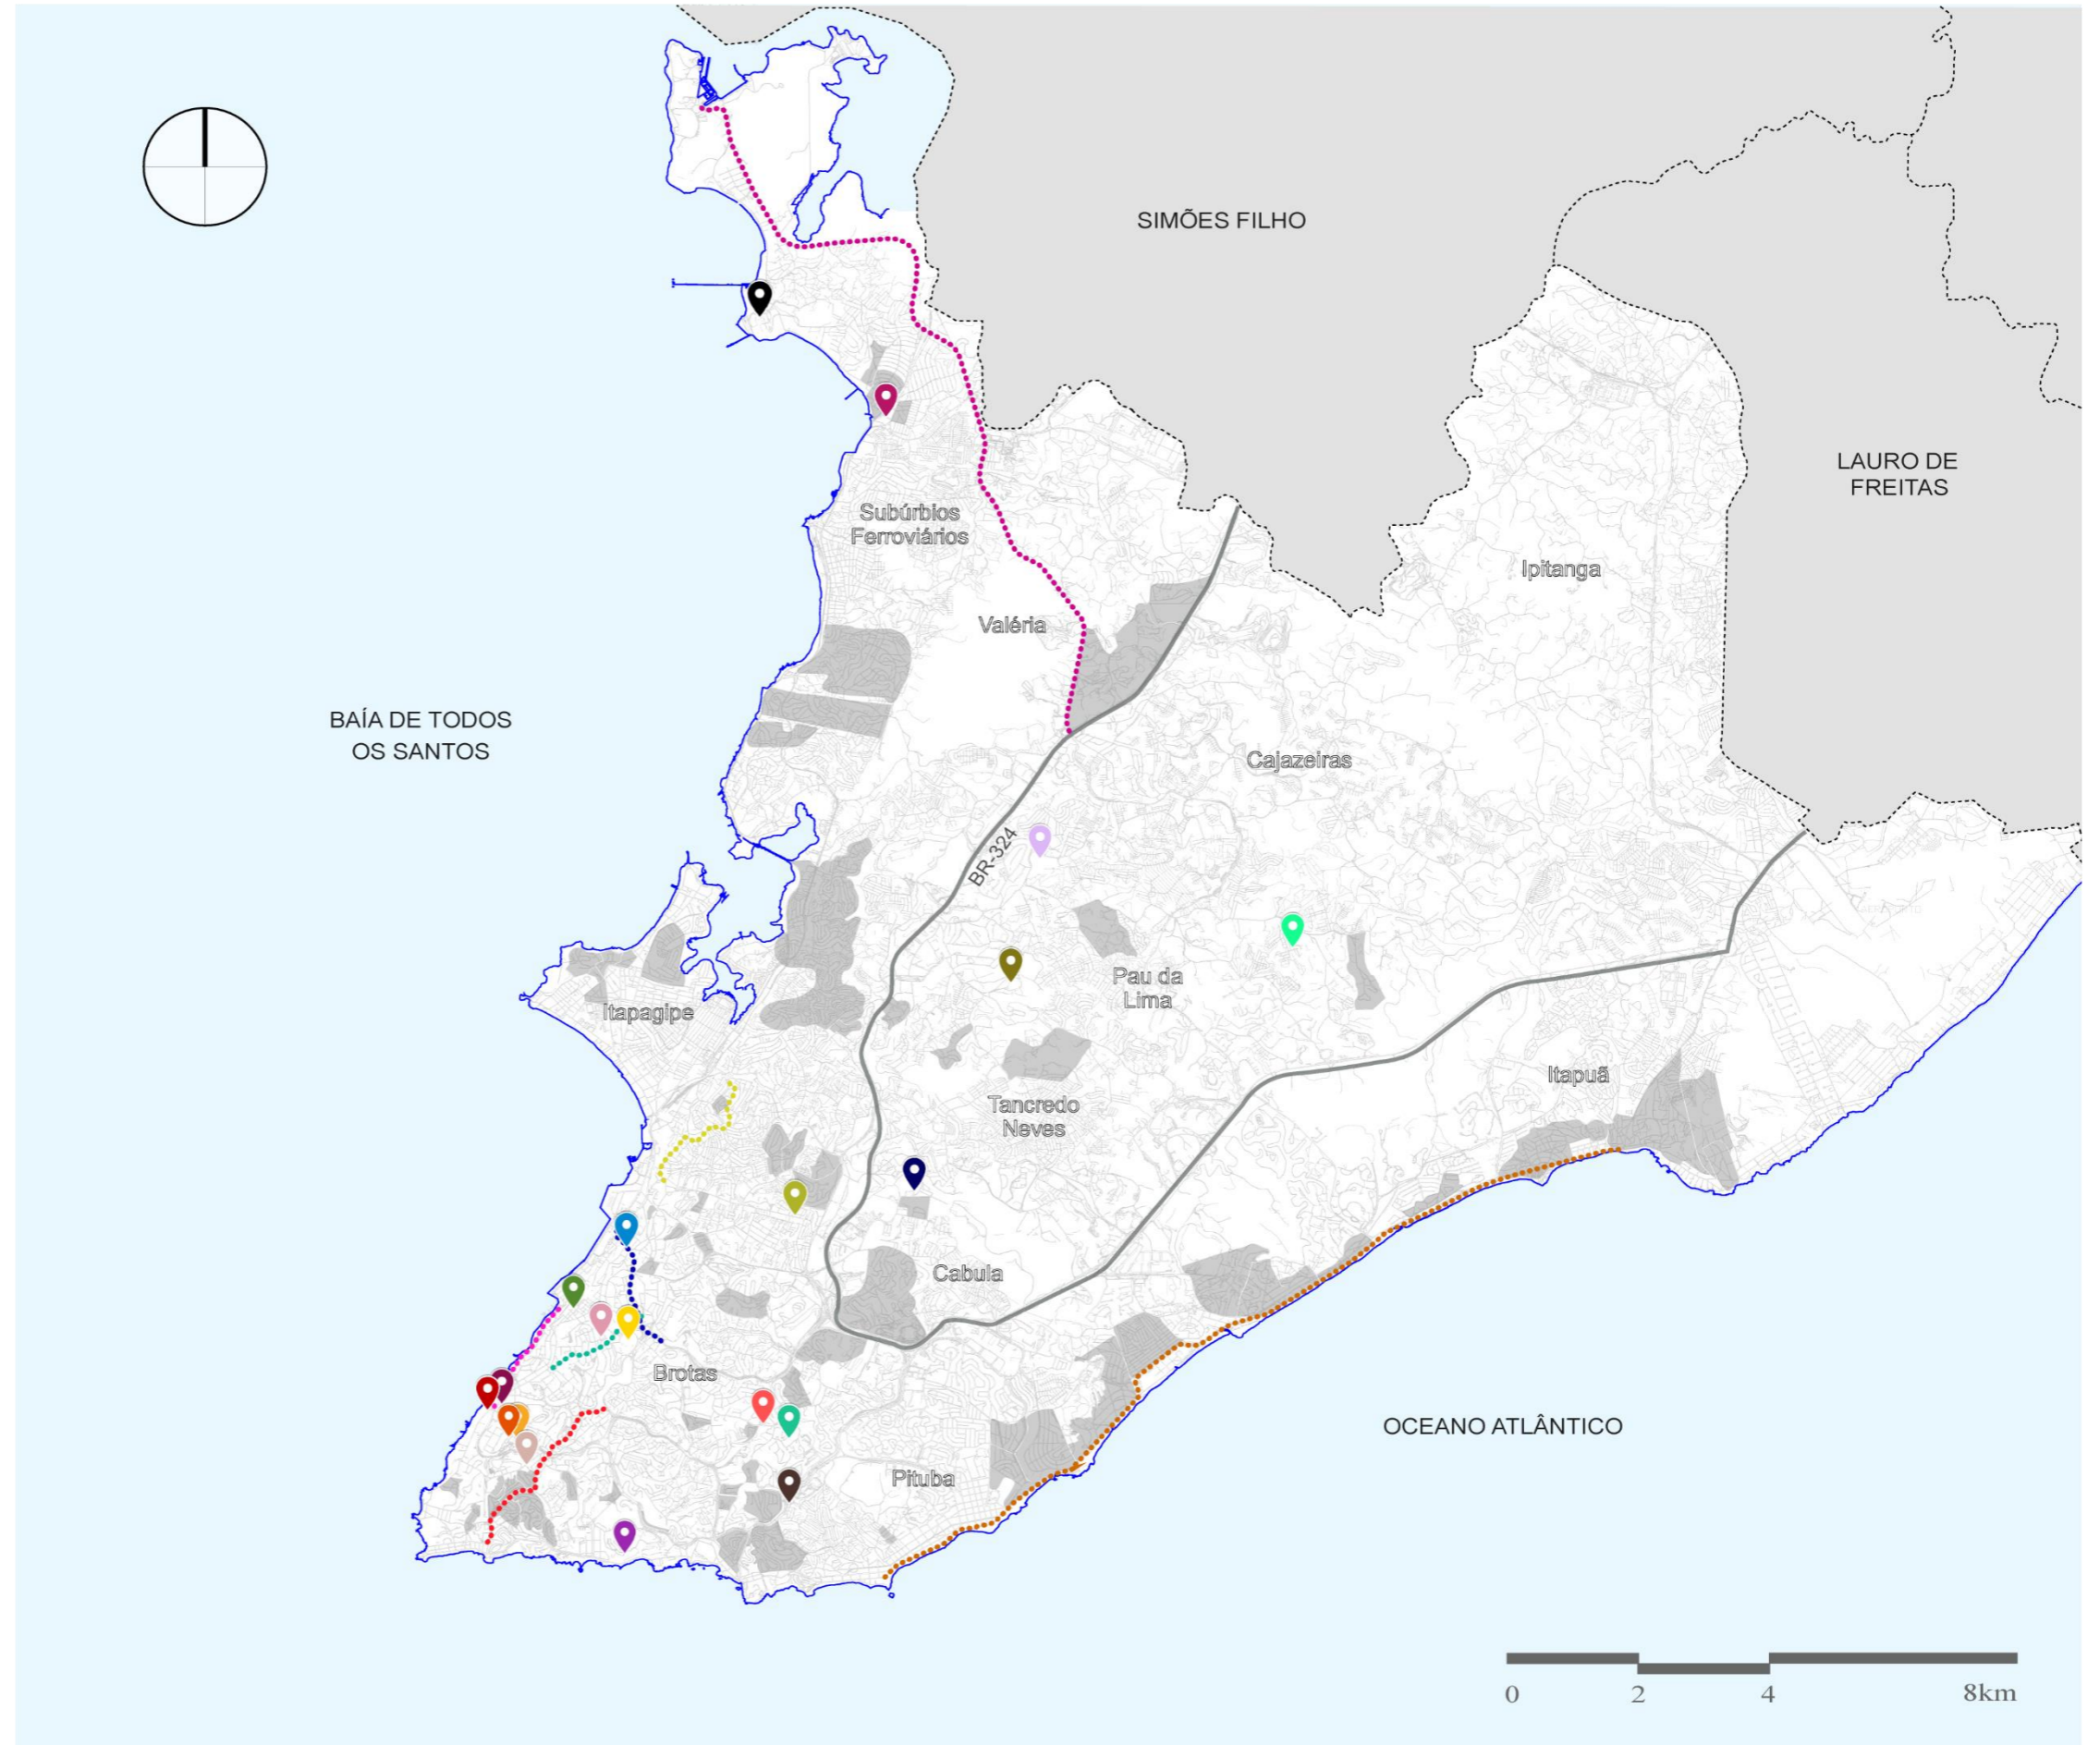 SIMÕES FILHO
LAURO DE
FREITAS
Subúrbios
Ferroviários
Ipitanga
Valéria
BAÍA DE TODOS
OS SANTOS
Cajazeiras
BR-324
Pau da
Lima
Itapagipe
Itapuã
Tancredo
Neves
Cabula
Brotas
OCEANO ATLÂNTICO
Pituba
0 2 4 8km